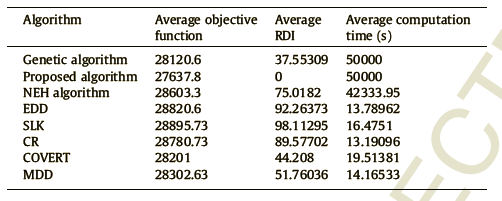 Algorithm Average objective Average Average computation
function RDI time (s)
Genetic algorithm 28120.6 37.55309 50000
Proposed algorithm 27637.8 0 50000
NEH algorithm 28603.3 75.0182 42333.95
EDD 28820.6 92.26373 13.78962
SLK 28895.73 98.11295 16.4751
CR 28780.73 89.57702 13.19096
COVERT 28201 44.208 19.51381
MDD 28302.63 51.76036 14.16533
ECT